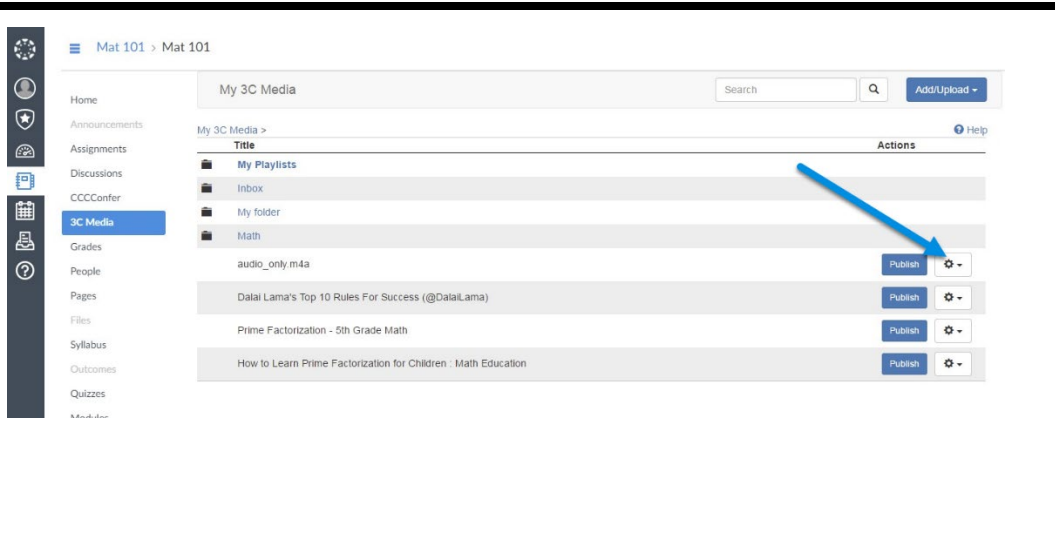 Mat 101 > Mat 101
Home
Announcements
Assignments
Discussions
CCCConfer
3C Media
Grades
People
Pages
Files
Syllabus
Outcomes
Quizzes
Modules
My 3C Media
Search
Add/Upload
My 3C Media >
Help
Title Actions
My Playlists
Inbox
My folder
Math
audio_only.m4a Publish
Dalai Lama's Top 10 Rules For Success (@DalaiLama) Publish
Prime Factorization - 5th Grade Math Publish
How to Learn Prime Factorization for Children : Math Education Publish